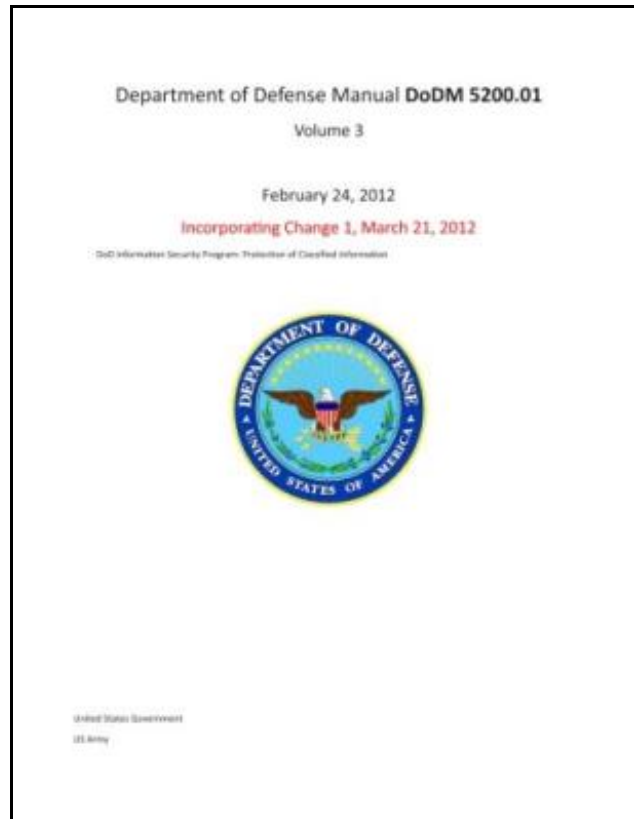 Department of Defense Manual DoDM 5200.01
Volume 3
February 24, 2012
Incorporating Change 1, March 21, 2012
DoD Information Security Program: Protection of Classified Information
DEPARTMENT OF DEFENSE
UNITED STATES OF AMERICA
United States Government
US Army